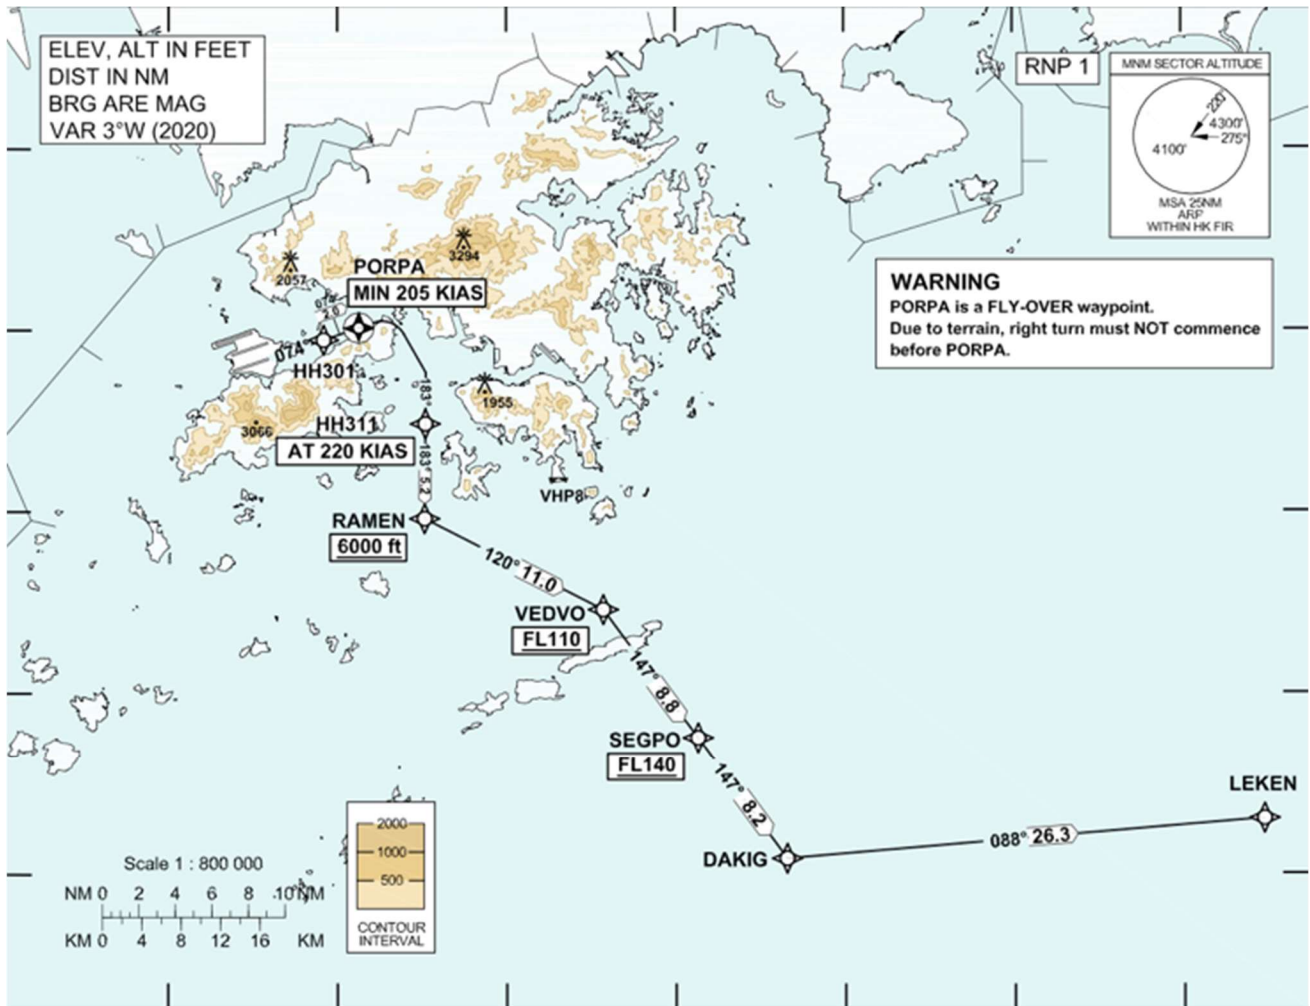 ELEV, ALT IN FEET
DIST IN NM
BRG ARE MAG
VAR 3°W (2020)
RNP 1
MNM SECTOR ALTITUDE
230°
4300'
275°
4100'
MSA 25NM
ARP
WITHIN HK FIR
WARNING
PORPA is a FLY-OVER waypoint.
Due to terrain, right turn must NOT commence
before PORPA.
3294
2057
PORPA
MIN 205 KIAS
074°
HH301
183°
1955
3066
HH311
AT 220 KIAS
183° 5.2
VHP8
RAMEN
6000 ft
120° 11.0
VEDVO
FL110
147° 8.8
SEGPO
FL140
147° 8.2
LEKEN
DAKIG
088° 26.3
2000
1000
500
CONTOUR
INTERVAL
Scale 1 : 800 000
NM 0 2 4 6 8 10 NM
KM 0 4 8 12 16 KM